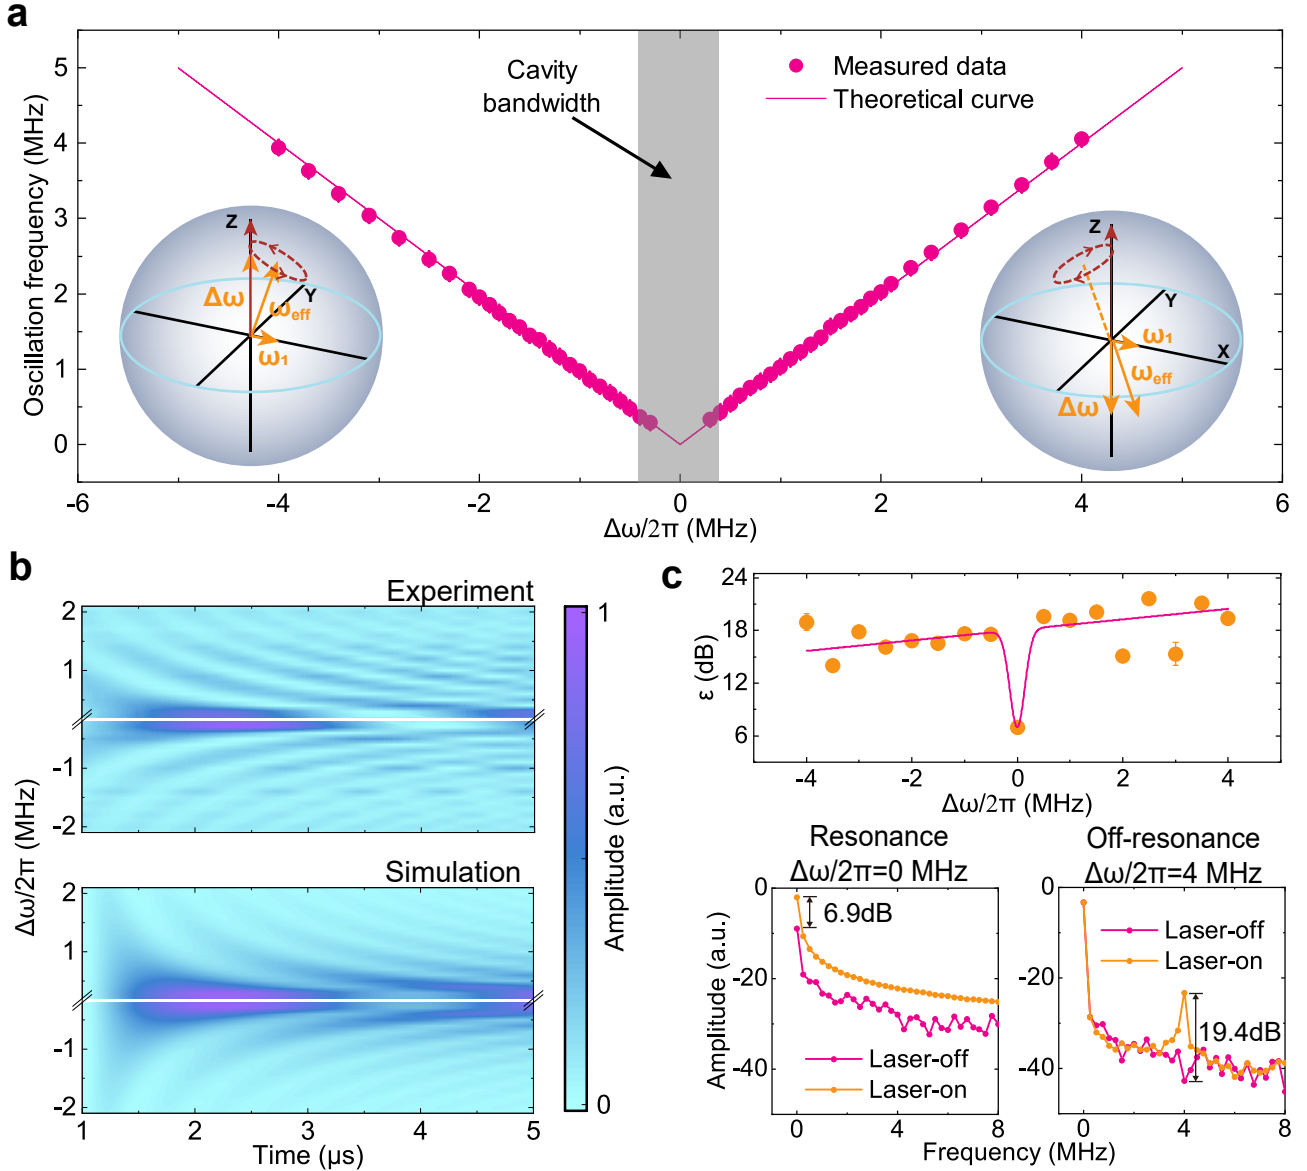 a
Oscillation frequency (MHz)
5
4
3
2
1
0
Cavity
bandwidth
Measured data
Theoretical curve
Z
Y
Δω
ω_eff
ω₁
Z
Y
X
ω₁
ω_eff
Δω
-6
-4
-2
0
2
4
6
Δω/2π (MHz)
b
Experiment
2
1
-1
-2
Simulation
2
1
-1
-2
Δω/2π (MHz)
1
2
3
4
5
Time (µs)
1
0
Amplitude (a.u.)
c
24
18
12
6
ε (dB)
-4
-2
0
2
4
Δω/2π (MHz)
Resonance
Δω/2π=0 MHz
0
-20
-40
Amplitude (a.u.)
6.9dB
Laser-off
Laser-on
0
4
8
Off-resonance
Δω/2π=4 MHz
0
-20
-40
Laser-off
Laser-on
19.4dB
0
4
8
Frequency (MHz)